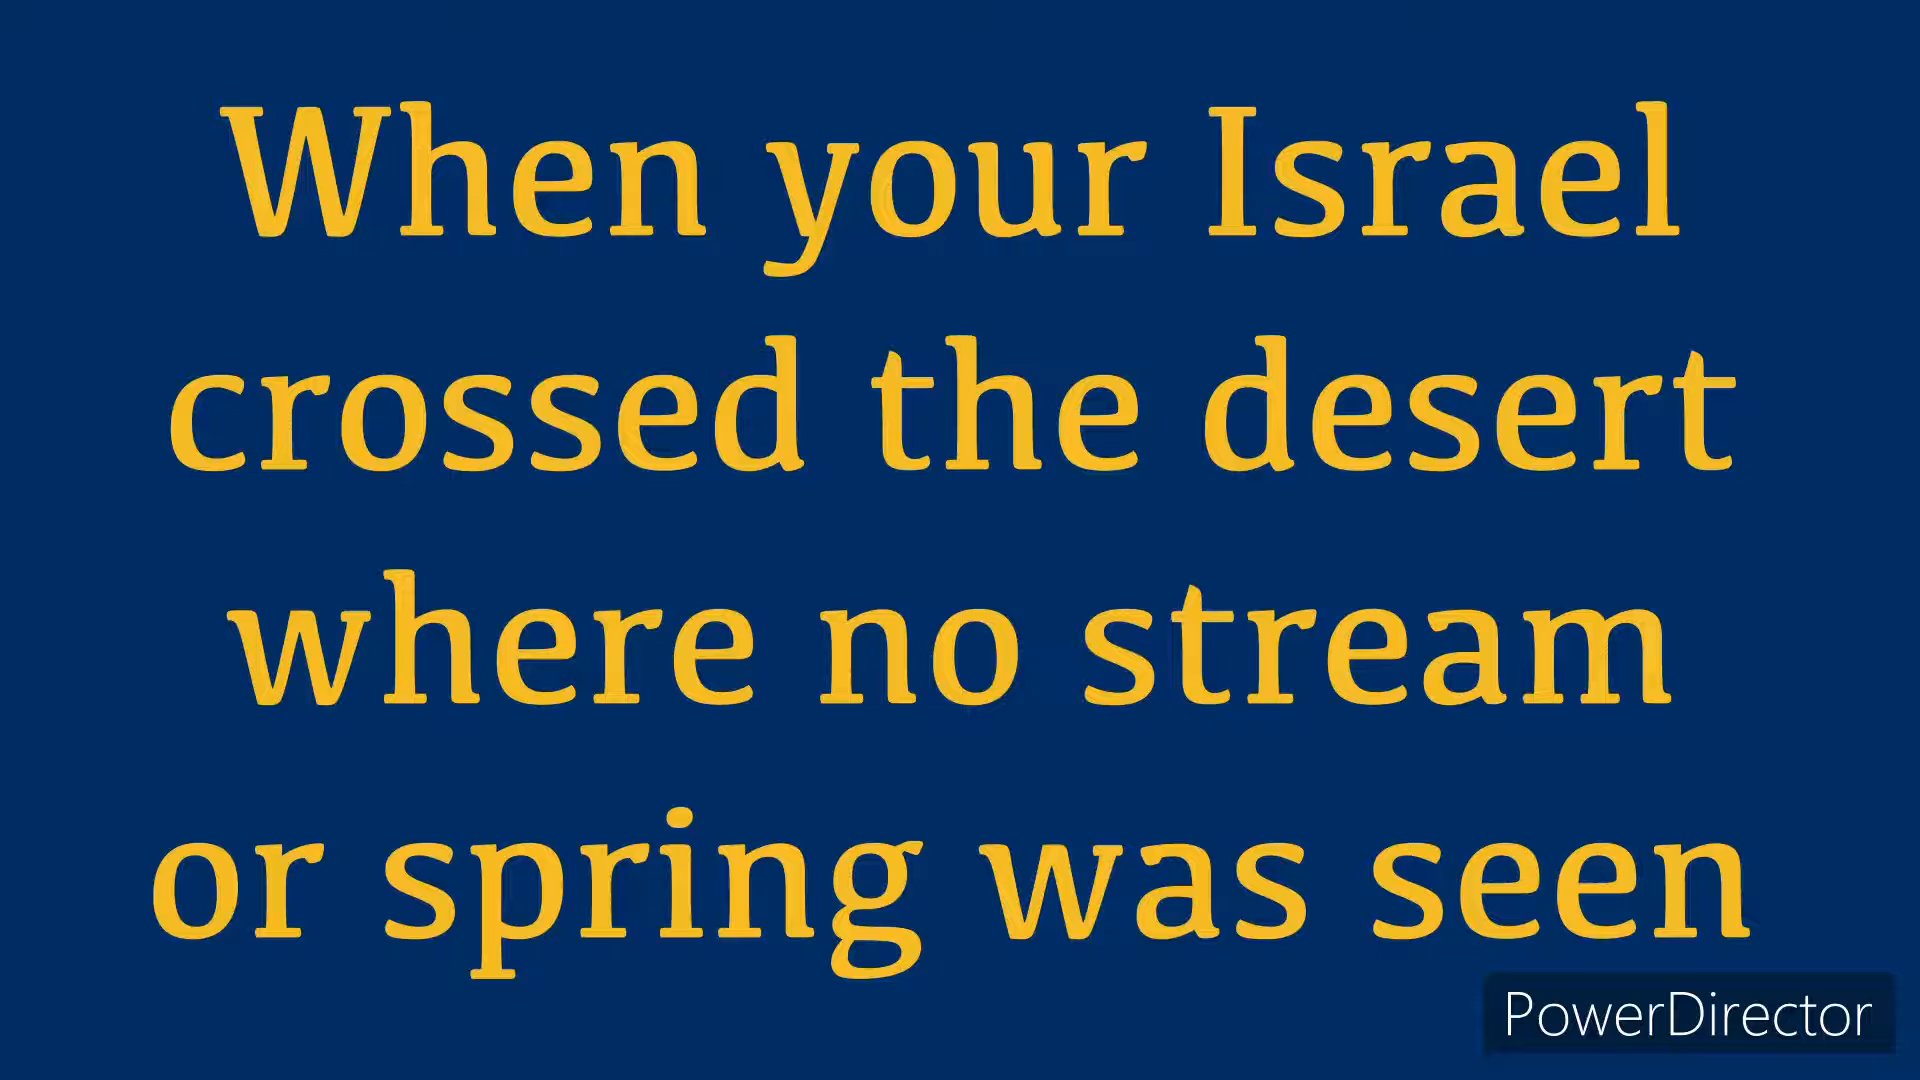 When your Israel
crossed the desert
where no stream
or spring was seen
PowerDirector